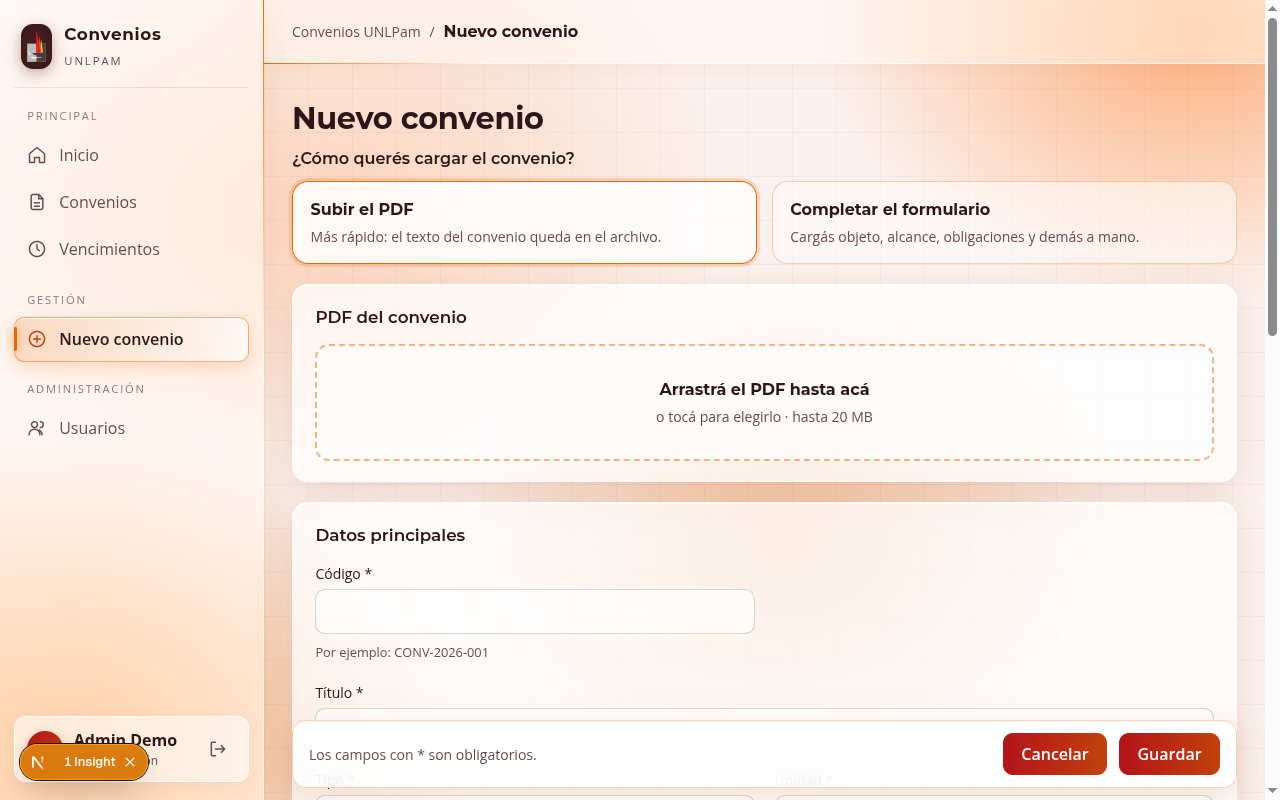 Convenios
UNLPAM
PRINCIPAL
Inicio
Convenios
Vencimientos
GESTIÓN
Nuevo convenio
ADMINISTRACIÓN
Usuarios
Admin Demo
1 Insight
Convenios UNLPam / Nuevo convenio
Nuevo convenio
¿Cómo querés cargar el convenio?
Subir el PDF
Más rápido: el texto del convenio queda en el archivo.
Completar el formulario
Cargás objeto, alcance, obligaciones y demás a mano.
PDF del convenio
Arrastrá el PDF hasta acá
o tocá para elegirlo · hasta 20 MB
Datos principales
Código *
Por ejemplo: CONV-2026-001
Título *
Los campos con * son obligatorios.
Cancelar
Guardar
Tipo *
Unidad *